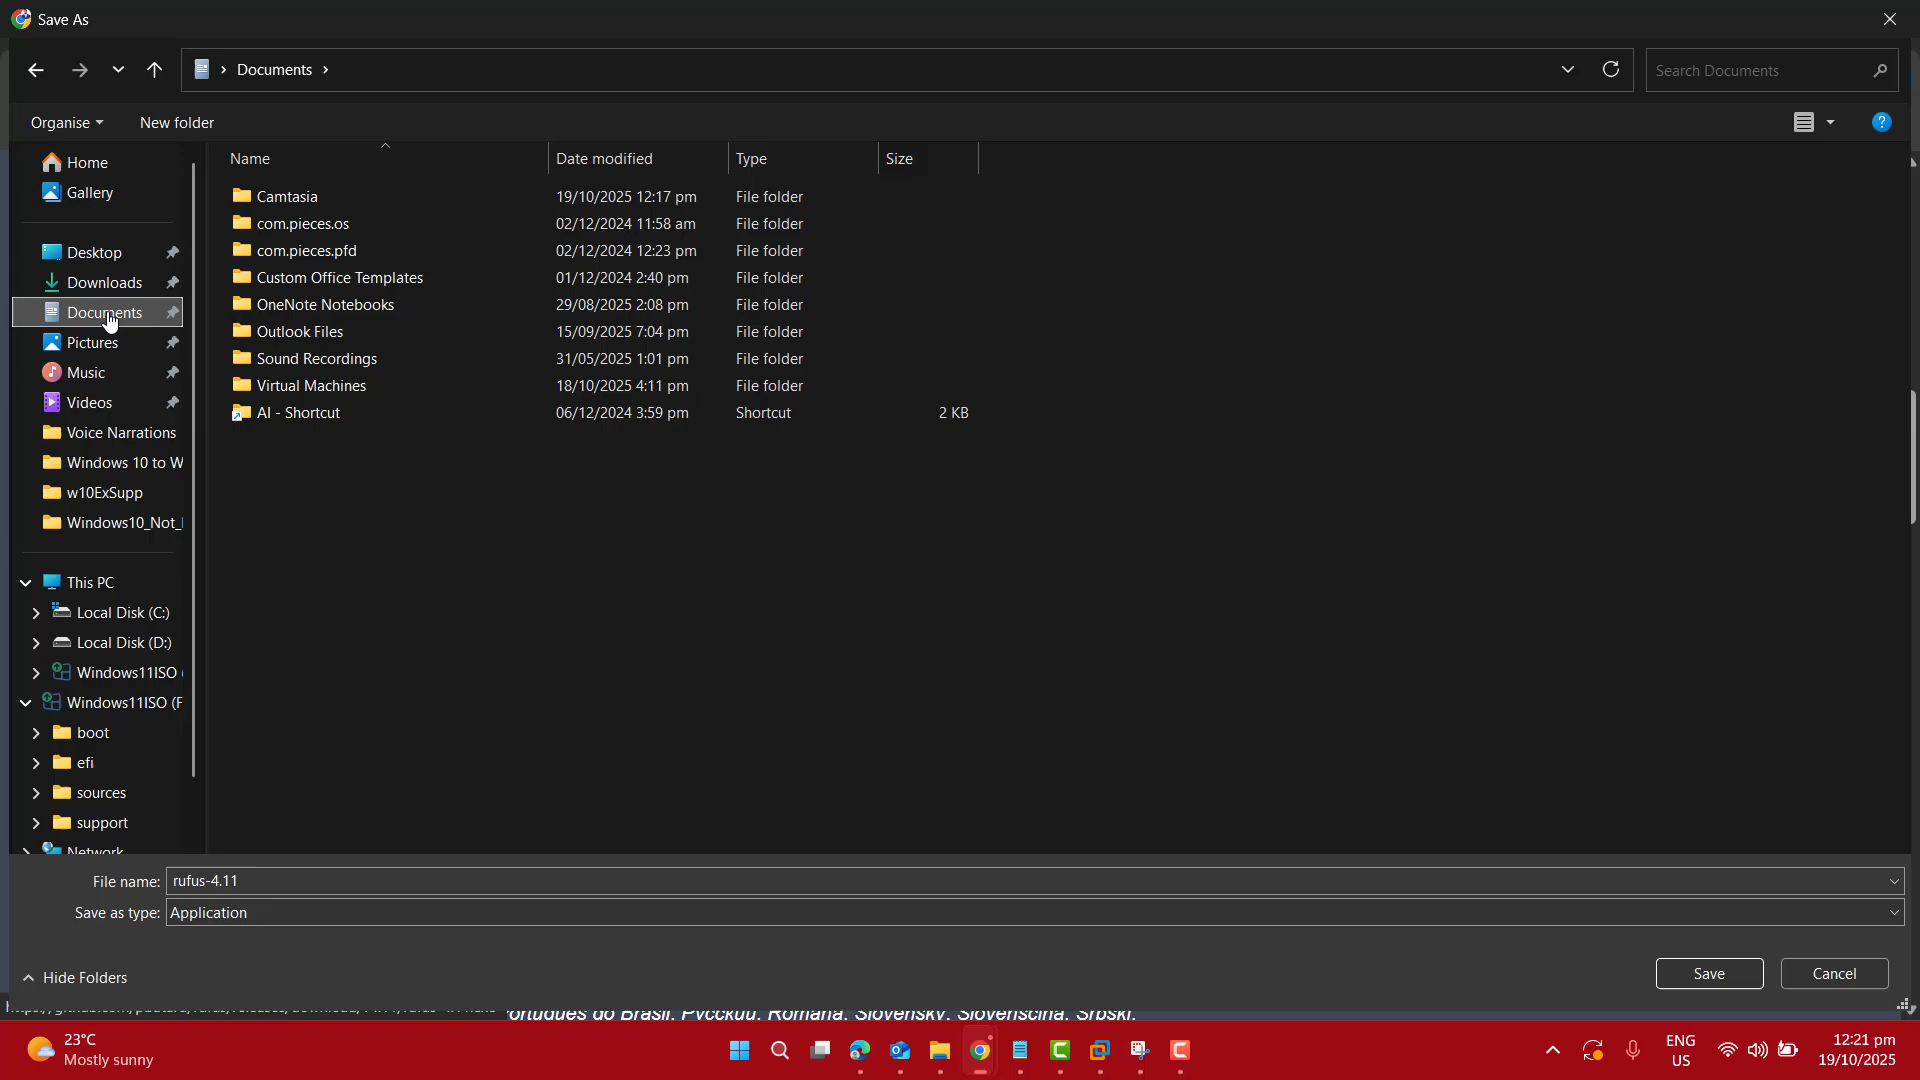 Save As
Documents
Search Documents
Organise
New folder
Home
Gallery
Desktop
Downloads
Documents
Pictures
Music
Videos
Voice Narrations
Windows 10 to W
w10ExSupp
Windows10_Not_
This PC
Local Disk (C:)
Local Disk (D:)
Windows11ISO (
Windows11ISO (F
boot
efi
sources
support
Network
Name Date modified Type Size
Camtasia 19/10/2025 12:17 pm File folder
com.pieces.os 02/12/2024 11:58 am File folder
com.pieces.pfd 02/12/2024 12:23 pm File folder
Custom Office Templates 01/12/2024 2:40 pm File folder
OneNote Notebooks 29/08/2025 2:08 pm File folder
Outlook Files 15/09/2025 7:04 pm File folder
Sound Recordings 31/05/2025 1:01 pm File folder
Virtual Machines 18/10/2025 4:11 pm File folder
AI - Shortcut 06/12/2024 3:59 pm Shortcut 2 KB
File name: rufus-4.11
Save as type: Application
Hide Folders
Save
Cancel
do Brasil, Русский, Română, Slovensky, Slovenščina, Srpski,
23°C
Mostly sunny
ENG
US
12:21 pm
19/10/2025